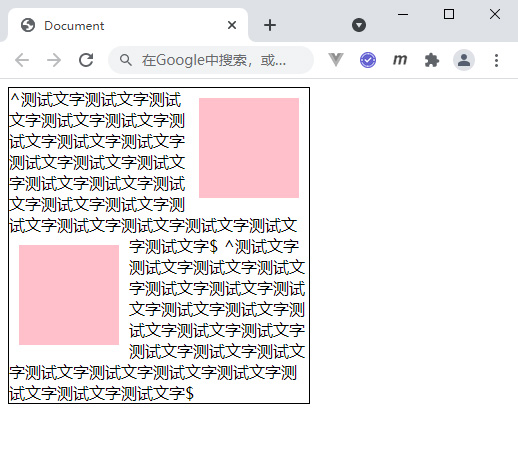 Document
在Google中搜索，或...
m
^测试文字测试文字测试
文字测试文字测试文字测
试文字测试文字测试文字
测试文字测试文字测试文
字测试文字测试文字测试
文字测试文字测试文字测
试文字测试文字测试文字测试文字测试文
字测试文字$ ^测试文字
测试文字测试文字测试文
字测试文字测试文字测试
文字测试文字测试文字测
试文字测试文字测试文字
测试文字测试文字测试文
字测试文字测试文字测试文字测试文字测
试文字测试文字测试文字$